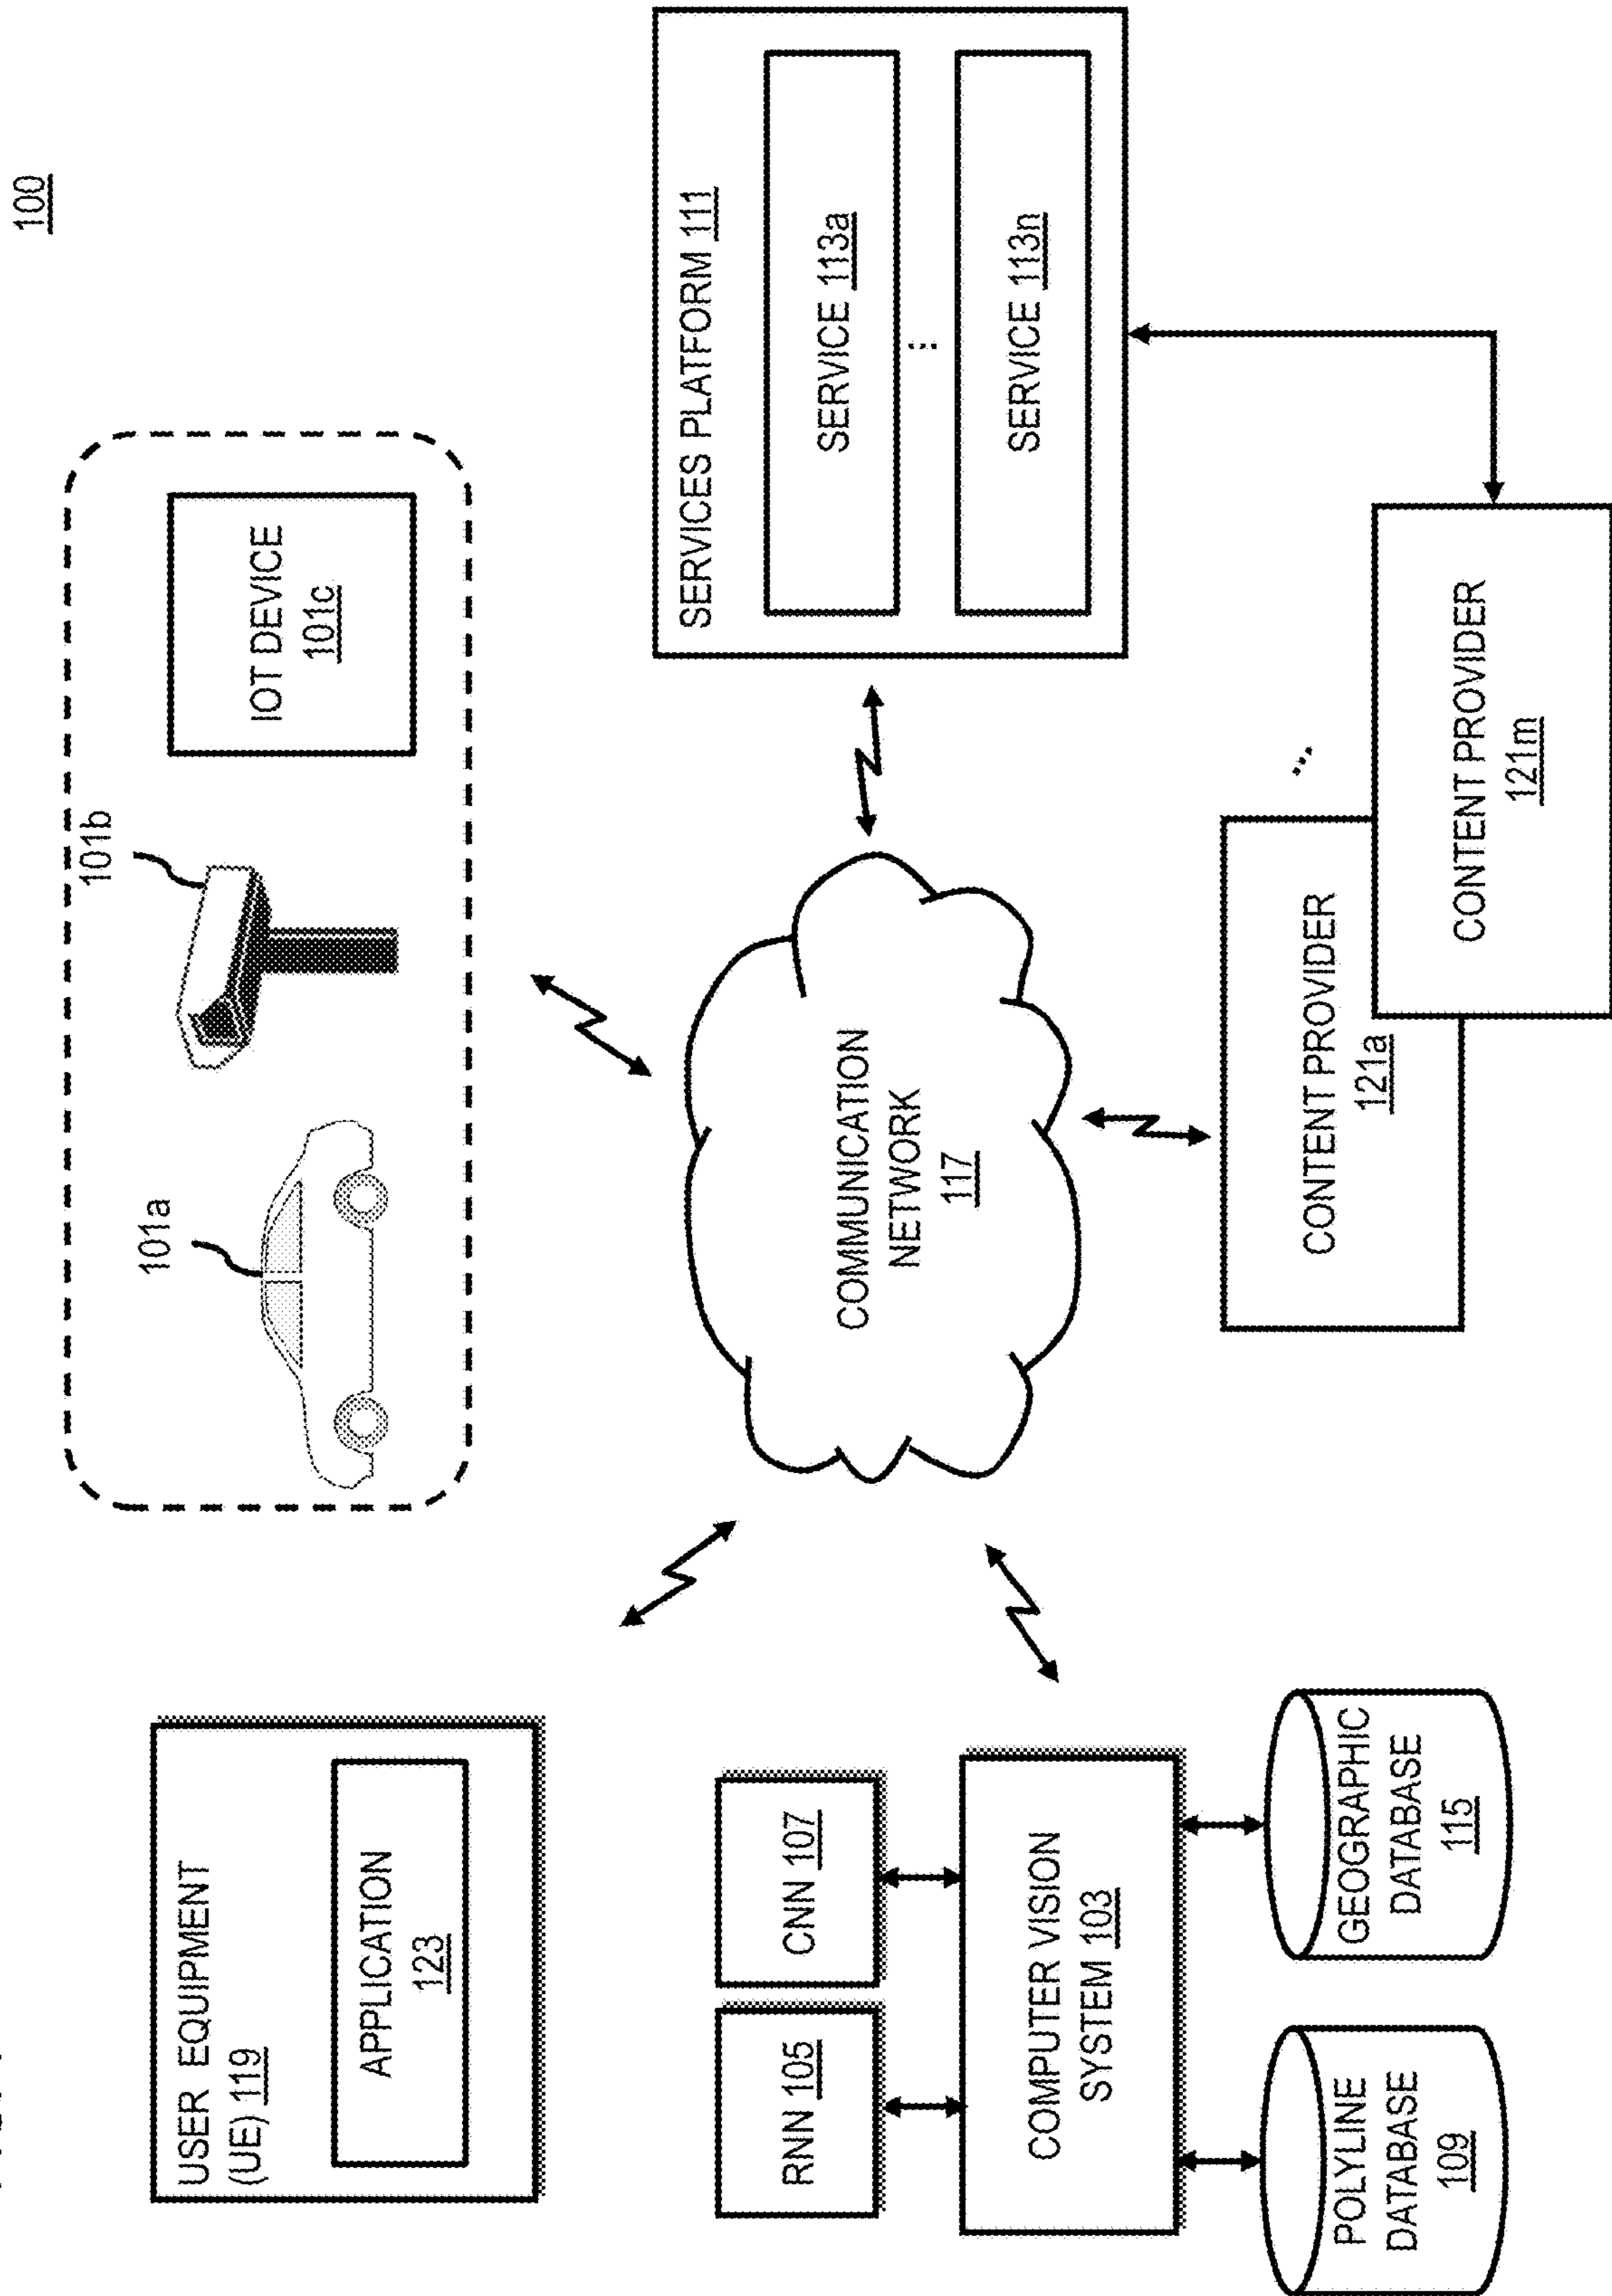 100
USER EQUIPMENT
(UE) 119
APPLICATION
123
101a
101b
IOT DEVICE
101c
RNN 105
CNN 107
COMPUTER VISION
SYSTEM 103
POLYLINE
DATABASE
109
GEOGRAPHIC
DATABASE
115
COMMUNICATION
NETWORK
117
SERVICES PLATFORM 111
SERVICE 113a
...
SERVICE 113n
CONTENT PROVIDER
121a
...
CONTENT PROVIDER
121m